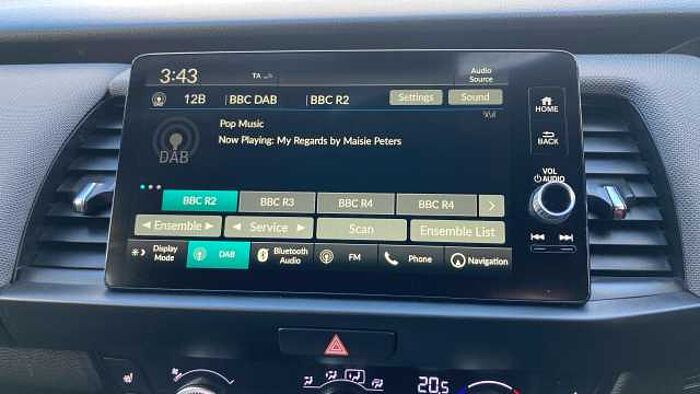 3:43 TA Audio Source
12B BBC DAB BBC R2 Settings Sound
HOME
Pop Music
Now Playing: My Regards by Maisie Peters
BACK
DAB
VOL
AUDIO
BBC R2 BBC R3 BBC R4 BBC R4
Ensemble Service Scan Ensemble List
Display Mode DAB Bluetooth Audio FM Phone Navigation
20.5